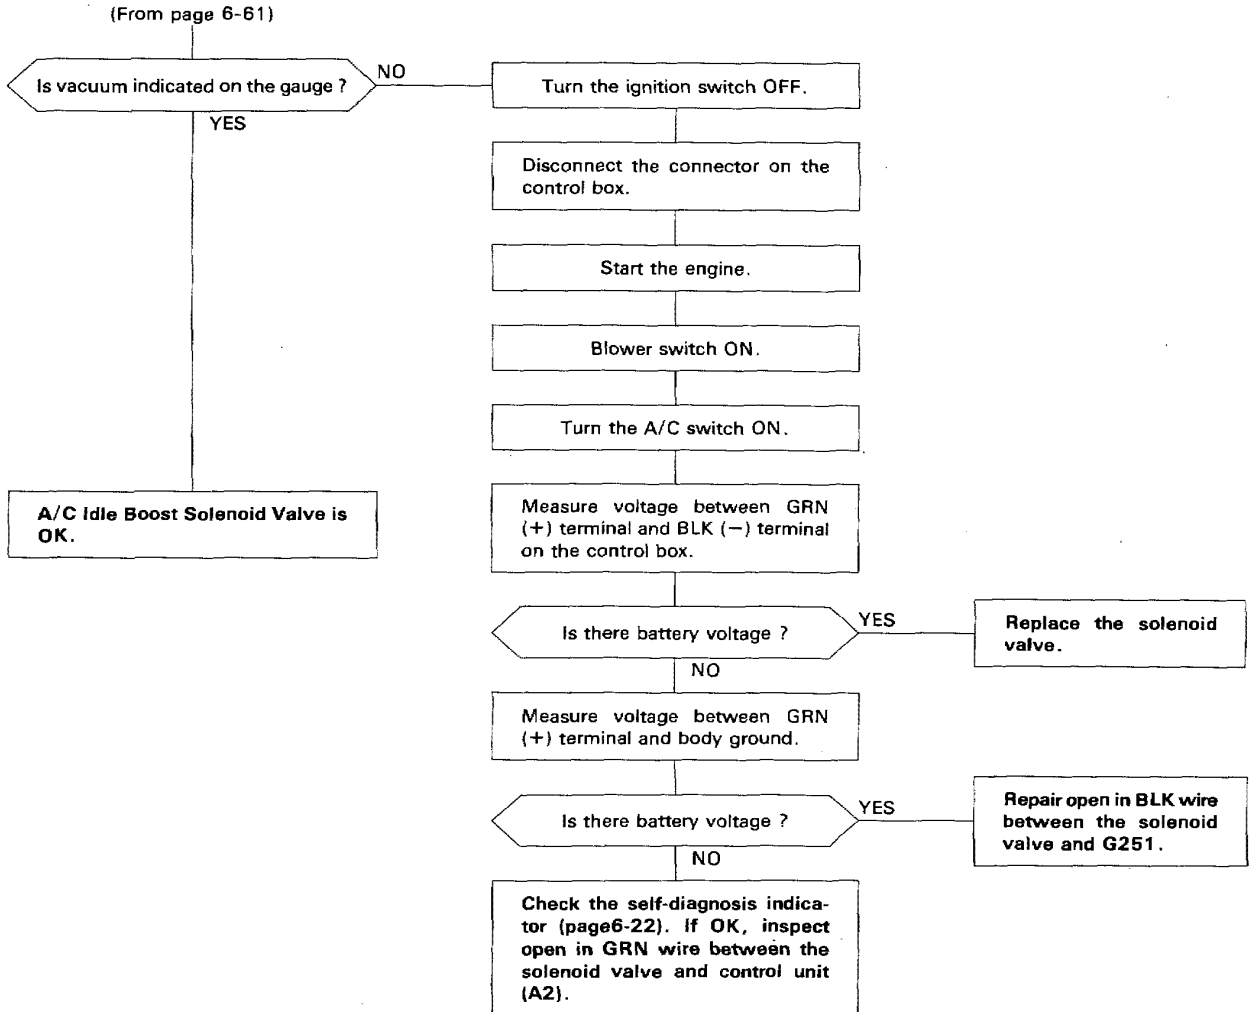 (From page 6-61)
Is vacuum indicated on the gauge ?
NO
YES
Turn the ignition switch OFF.
Disconnect the connector on the
control box.
Start the engine.
Blower switch ON.
Turn the A/C switch ON.
A/C Idle Boost Solenoid Valve is
OK.
Measure voltage between GRN
(+) terminal and BLK (−) terminal
on the control box.
Is there battery voltage ?
YES
Replace the solenoid
valve.
NO
Measure voltage between GRN
(+) terminal and body ground.
Is there battery voltage ?
YES
Repair open in BLK wire
between the solenoid
valve and G251.
NO
Check the self-diagnosis indica-
tor (page6-22). If OK, inspect
open in GRN wire between the
solenoid valve and control unit
(A2).